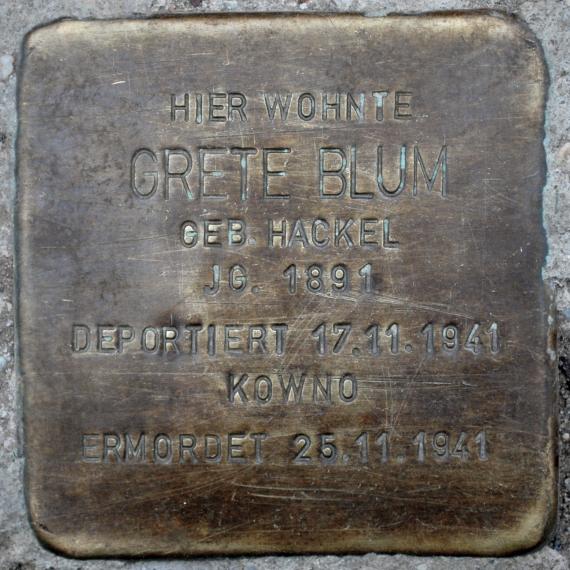 HIER WOHNTE
GRETE BLUM
GEB. HACKEL
JG. 1891
DEPORTIERT 17.11.1941
KOWNO
ERMORDET 25.11.1941